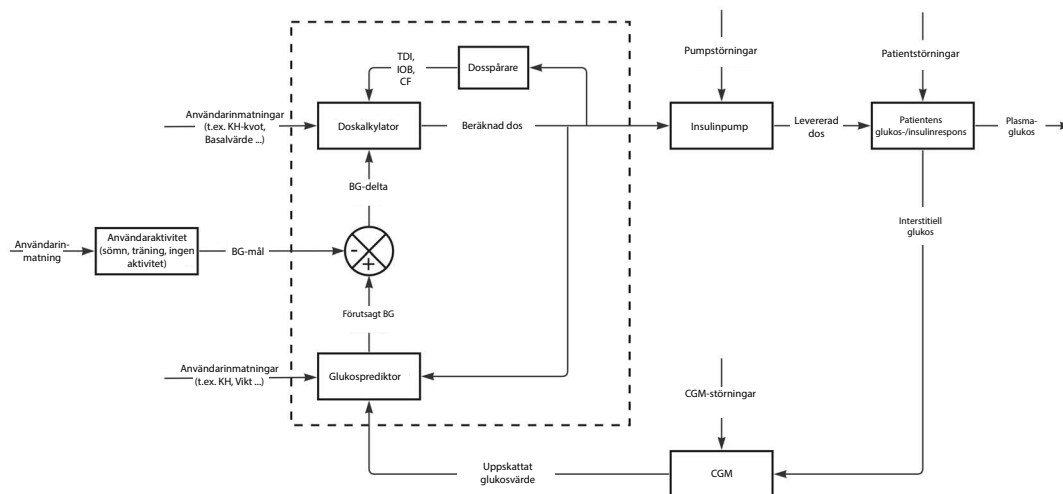 Pumpstörningar
Patientstörningar
TDI,
IOB,
CF
Dosspårare
Användarinmatningar
(t.ex. KH-kvot,
Basalvärde ...)
Doskalkylator
Beräknad dos
Insulinpump
Levererad
dos
Patientens
glukos-/insulinrespons
Plasma-
glukos
BG-delta
Interstitiell
glukos
Användarin-
matning
Användaraktivitet
(sömn, träning, ingen
aktivitet)
BG-mål
-
+
Förutsagt BG
Användarinmatningar
(t.ex. KH, Vikt ...)
Glukosprediktor
CGM-störningar
Uppskattat
glukosvärde
CGM